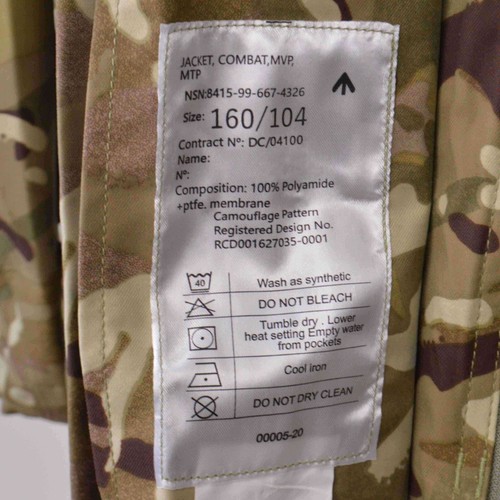 JACKET, COMBAT,MVP,
MTP
NSN:8415-99-667-4326
Size: 160/104
Contract Nº: DC/04100
Name:
Nº:
Composition: 100% Polyamide
+ptfe. membrane
Camouflage Pattern
Registered Design No.
RCD001627035-0001
40
Wash as synthetic
DO NOT BLEACH
Tumble dry . Lower
heat setting Empty water
from pockets
Cool iron
DO NOT DRY CLEAN
00005-20